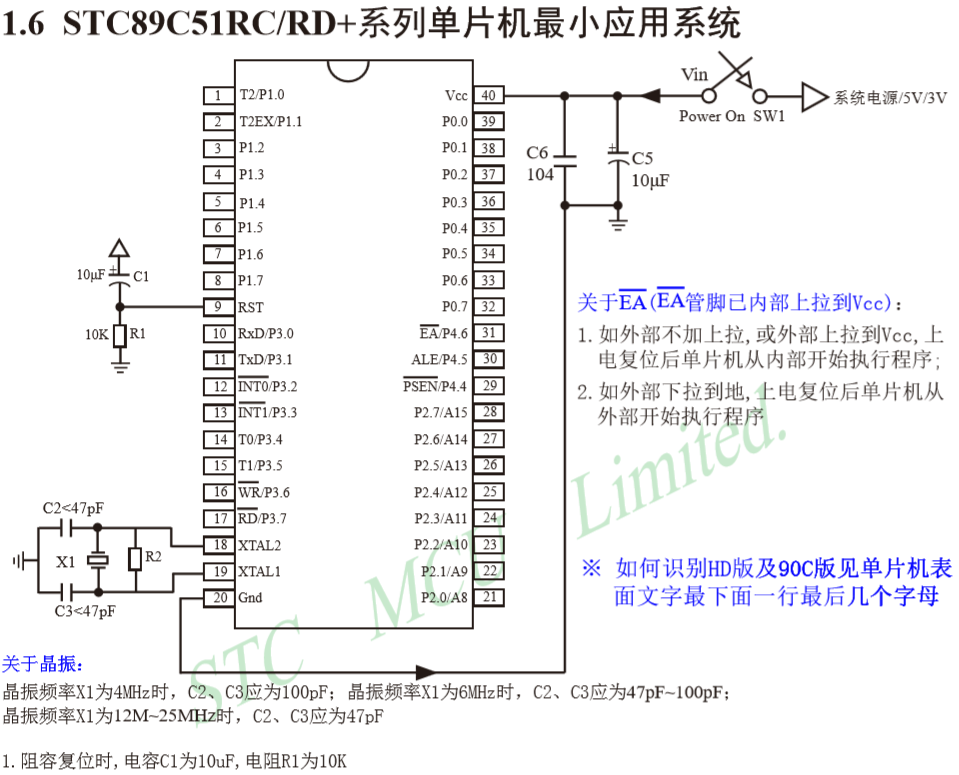 1.6 STC89C51RC/RD+系列单片机最小应用系统
Vin
Power On SW1
系统电源/5V/3V
1 T2/P1.0 Vcc 40
2 T2EX/P1.1 P0.0 39
3 P1.2 P0.1 38
4 P1.3 P0.2 37
5 P1.4 P0.3 36
6 P1.5 P0.4 35
7 P1.6 P0.5 34
8 P1.7 P0.6 33
9 RST P0.7 32
10 RxD/P3.0 EA/P4.6 31
11 TxD/P3.1 ALE/P4.5 30
12 INT0/P3.2 PSEN/P4.4 29
13 INT1/P3.3 P2.7/A15 28
14 T0/P3.4 P2.6/A14 27
15 T1/P3.5 P2.5/A13 26
16 WR/P3.6 P2.4/A12 25
17 RD/P3.7 P2.3/A11 24
18 XTAL2 P2.2/A10 23
19 XTAL1 P2.1/A9 22
20 Gnd P2.0/A8 21
C6
104
+
C5
10μF
10μF
+
C1
10K
R1
C2<47pF
X1
R2
C3<47pF
关于EA(EA管脚已内部上拉到Vcc)：
1. 如外部不加上拉, 或外部上拉到Vcc, 上
电复位后单片机从内部开始执行程序;
2. 如外部下拉到地, 上电复位后单片机从
外部开始执行程序
※ 如何识别HD版及90C版见单片机表
面文字最下面一行最后几个字母
STC MCU Limited.
关于晶振：
晶振频率X1为4MHz时，C2、C3应为100pF；晶振频率X1为6MHz时，C2、C3应为47pF~100pF；
晶振频率X1为12M~25MHz时，C2、C3应为47pF
1. 阻容复位时, 电容C1为10uF, 电阻R1为10K